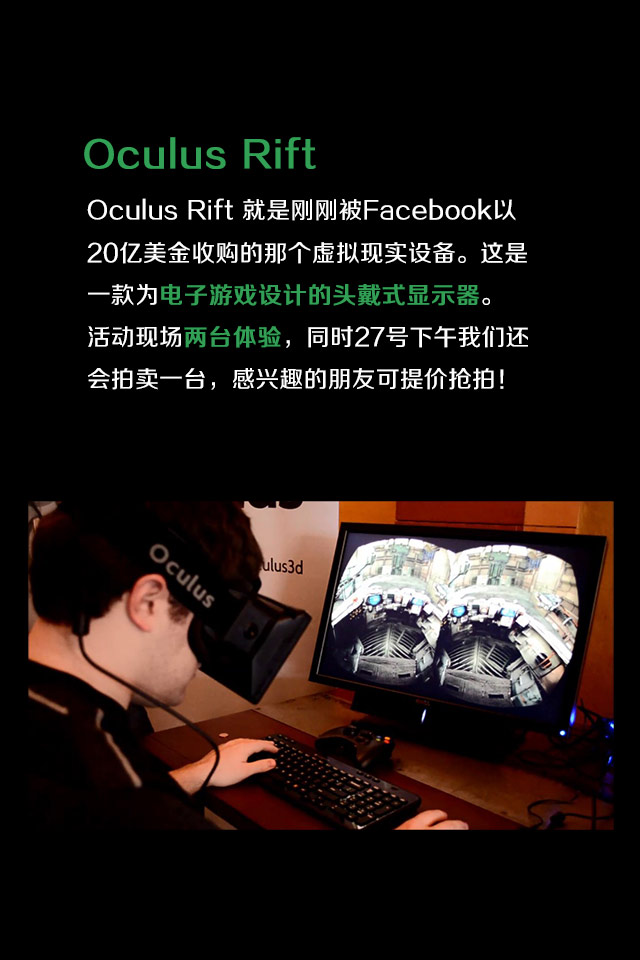 Oculus Rift
Oculus Rift 就是刚刚被Facebook以
20亿美金收购的那个虚拟现实设备。这是
一款为电子游戏设计的头戴式显示器。
活动现场两台体验，同时27号下午我们还
会拍卖一台，感兴趣的朋友可提价抢拍！
Oculus
ulus3d